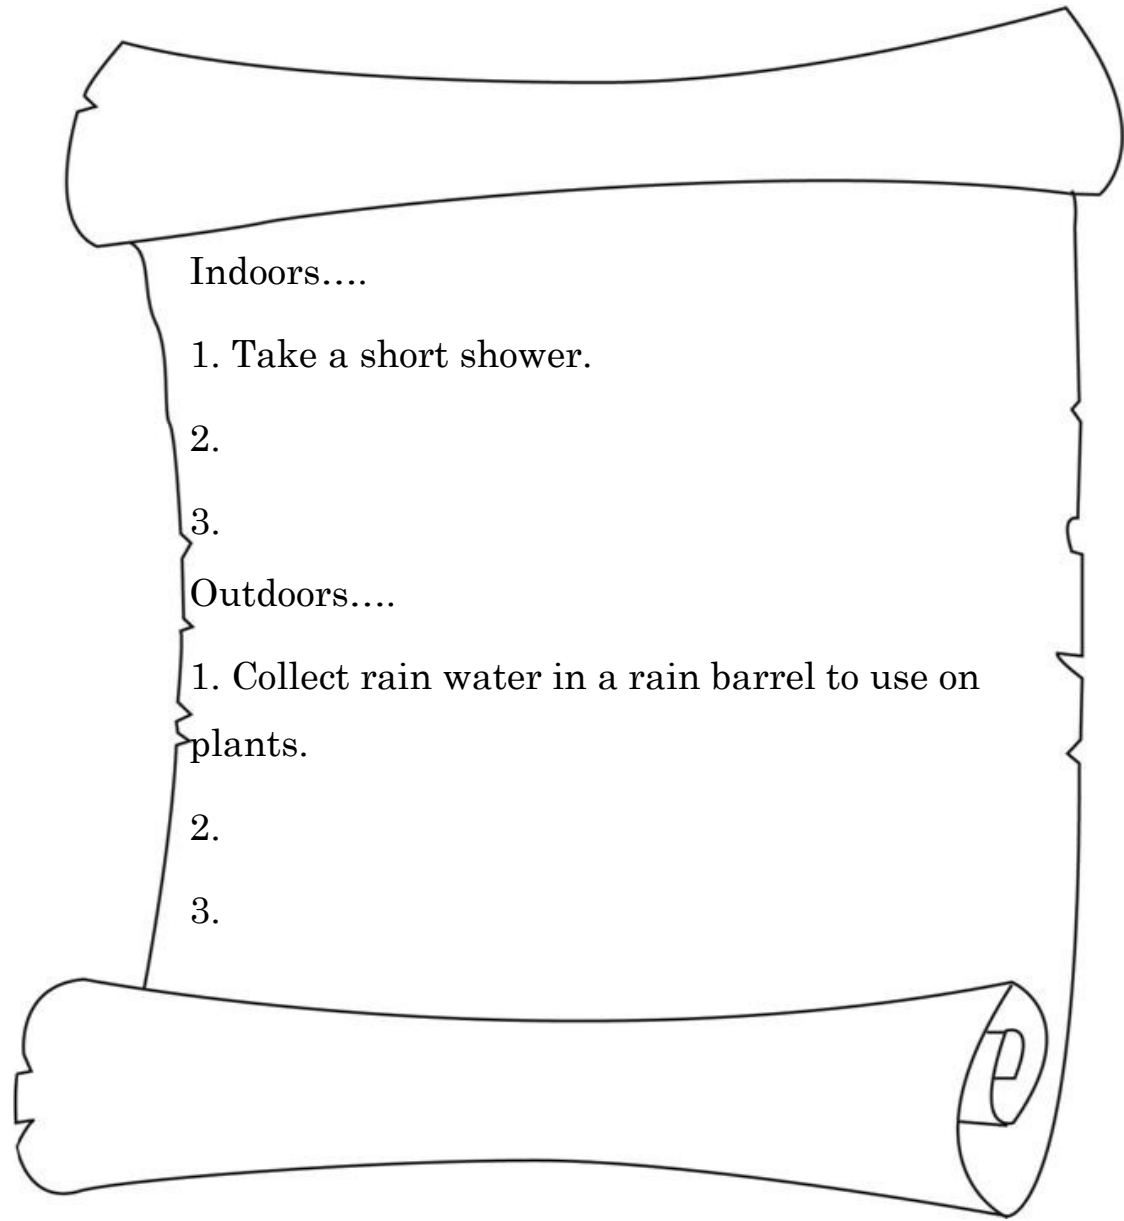 Indoors….
1. Take a short shower.
2.
3.
Outdoors….
1. Collect rain water in a rain barrel to use on
plants.
2.
3.